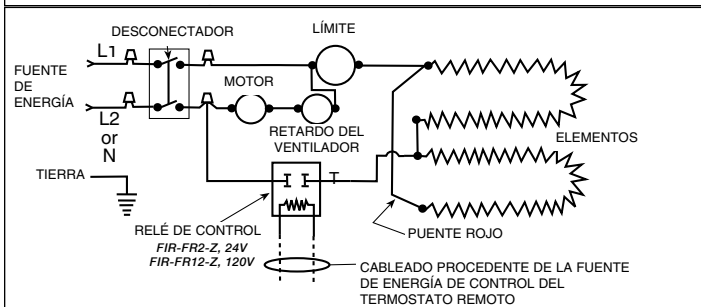 DESCONECTADOR
LÍMITE
L1
FUENTE
DE
ENERGÍA
MOTOR
L2
or
N
RETARDO DEL
VENTILADOR
ELEMENTOS
TIERRA
T
RELÉ DE CONTROL
FIR-FR2-Z, 24V
FIR-FR12-Z, 120V
PUENTE ROJO
CABLEADO PROCEDENTE DE LA FUENTE
DE ENERGÍA DE CONTROL DEL
TERMOSTATO REMOTO